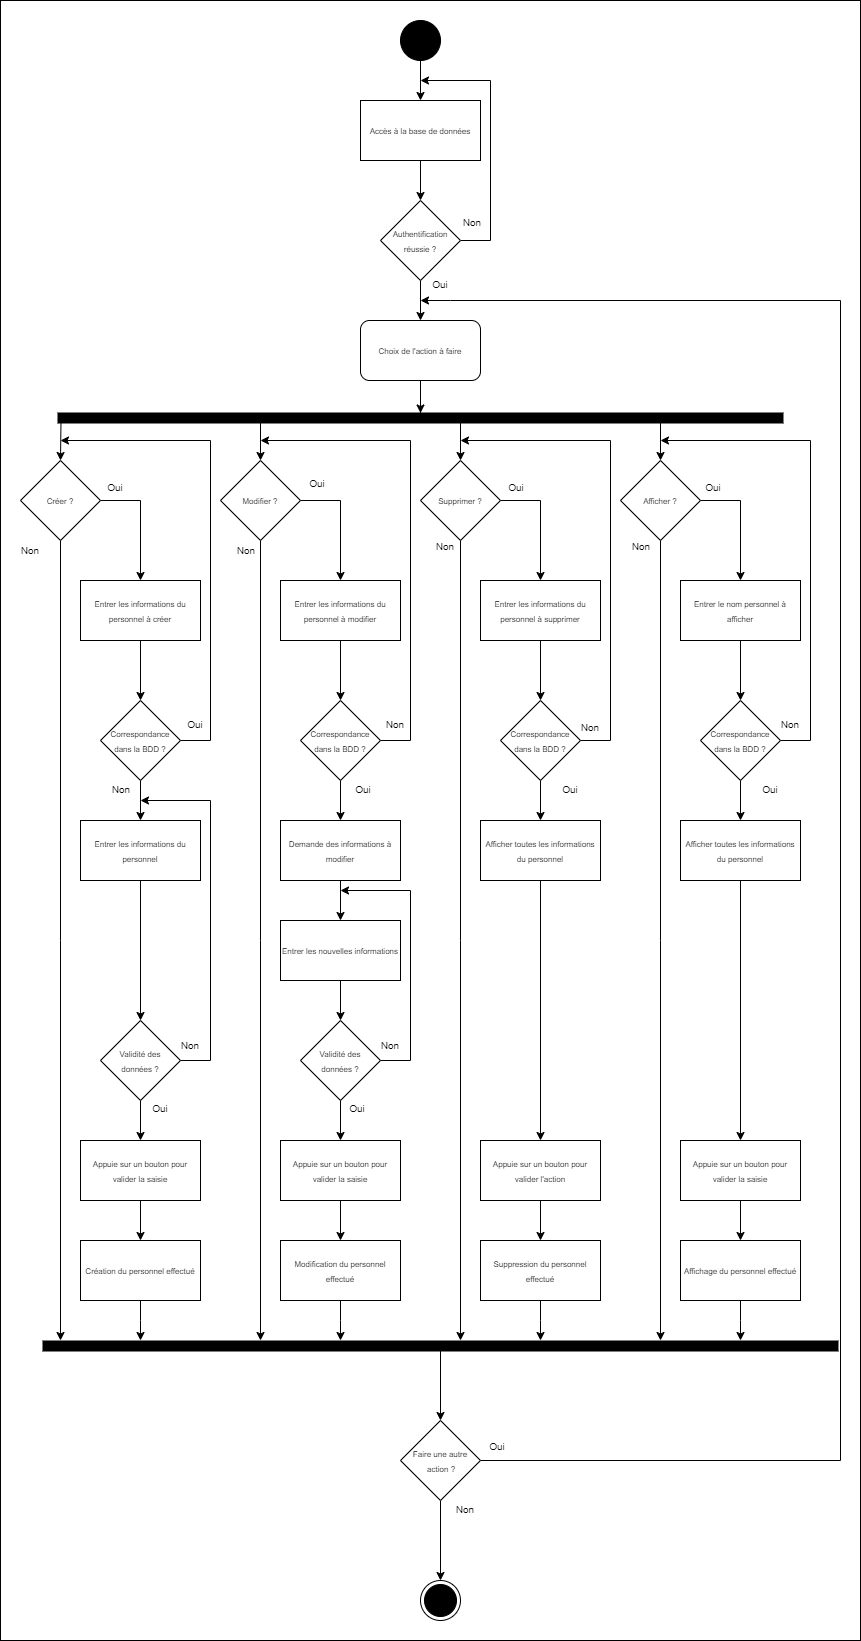 Accès à la base de données
Non
Authentification
réussie ?
Oui
Choix de l'action à faire
Créer ?
Oui
Non
Modifier ?
Oui
Non
Supprimer ?
Oui
Non
Afficher ?
Oui
Non
Entrer les informations du
personnel à créer
Entrer les informations du
personnel à modifier
Entrer les informations du
personnel à supprimer
Entrer le nom personnel à
afficher
Correspondance
dans la BDD ?
Oui
Non
Correspondance
dans la BDD ?
Non
Oui
Correspondance
dans la BDD ?
Non
Oui
Correspondance
dans la BDD ?
Non
Oui
Entrer les informations du
personnel
Demande des informations à
modifier
Afficher toutes les informations
du personnel
Afficher toutes les informations
du personnel
Entrer les nouvelles informations
Validité des
données ?
Non
Oui
Validité des
données ?
Non
Oui
Appuie sur un bouton pour
valider la saisie
Appuie sur un bouton pour
valider la saisie
Appuie sur un bouton pour
valider l'action
Appuie sur un bouton pour
valider la saisie
Création du personnel effectué
Modification du personnel
effectué
Suppression du personnel
effectué
Affichage du personnel effectué
Faire une autre
action ?
Oui
Non